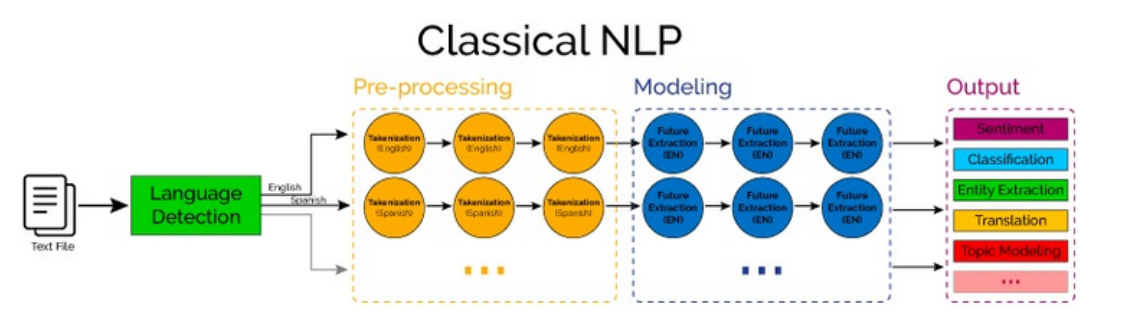 Classical NLP
Pre-processing
Modeling
Output
Text File
Language
Detection
English
Spanish
Takenization
(English)
Takenization
(English)
Takenization
(English)
Takenization
(Spanish)
Takenization
(Spanish)
Takenization
(Spanish)
...
Future
Extraction
(EN)
Future
Extraction
(EN)
Future
Extraction
(EN)
Future
Extraction
(EN)
Future
Extraction
(EN)
Future
Extraction
(EN)
...
Sentiment
Classification
Entity Extraction
Translation
Topic Modeling
...